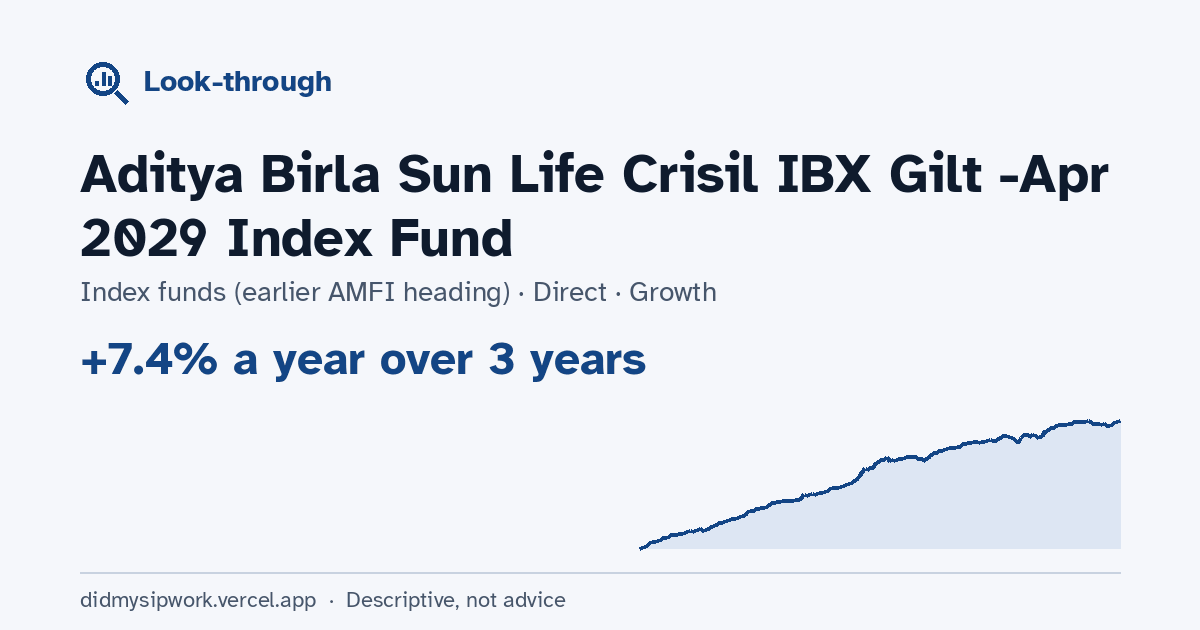 Look-through
Aditya Birla Sun Life Crisil IBX Gilt -Apr
2029 Index Fund
Index funds (earlier AMFI heading) · Direct · Growth
+7.4% a year over 3 years
didmysipwork.vercel.app · Descriptive, not advice